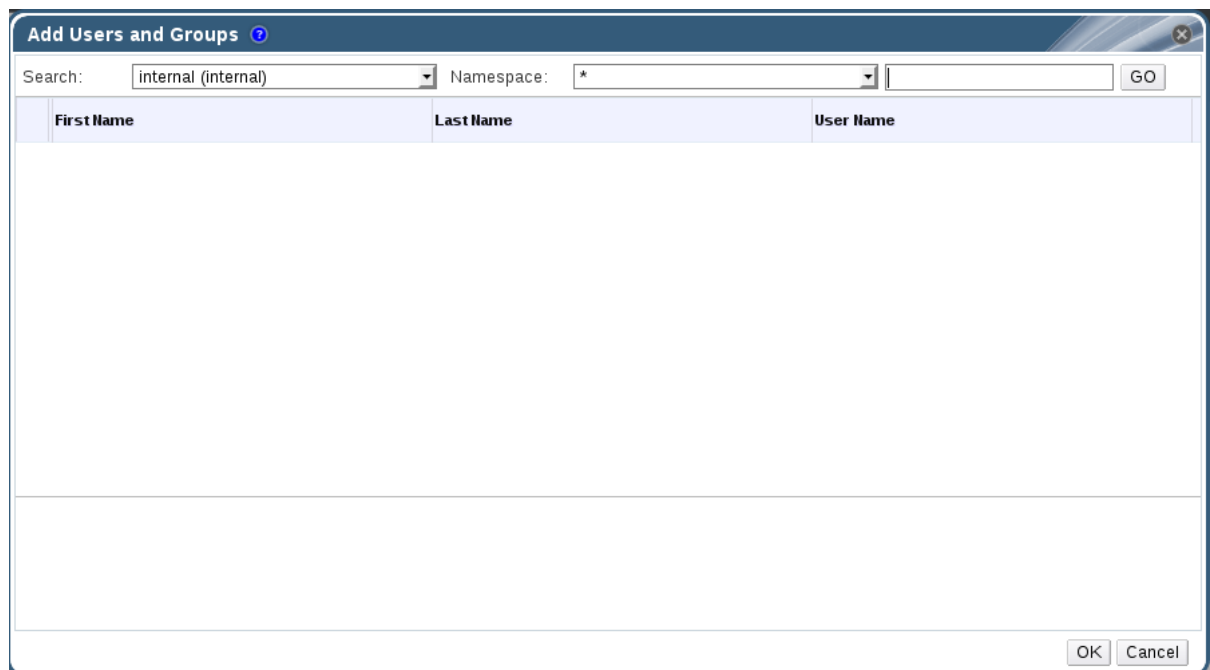 Add Users and Groups ?
Search: internal (internal) Namespace: * GO
First Name Last Name User Name
OK Cancel